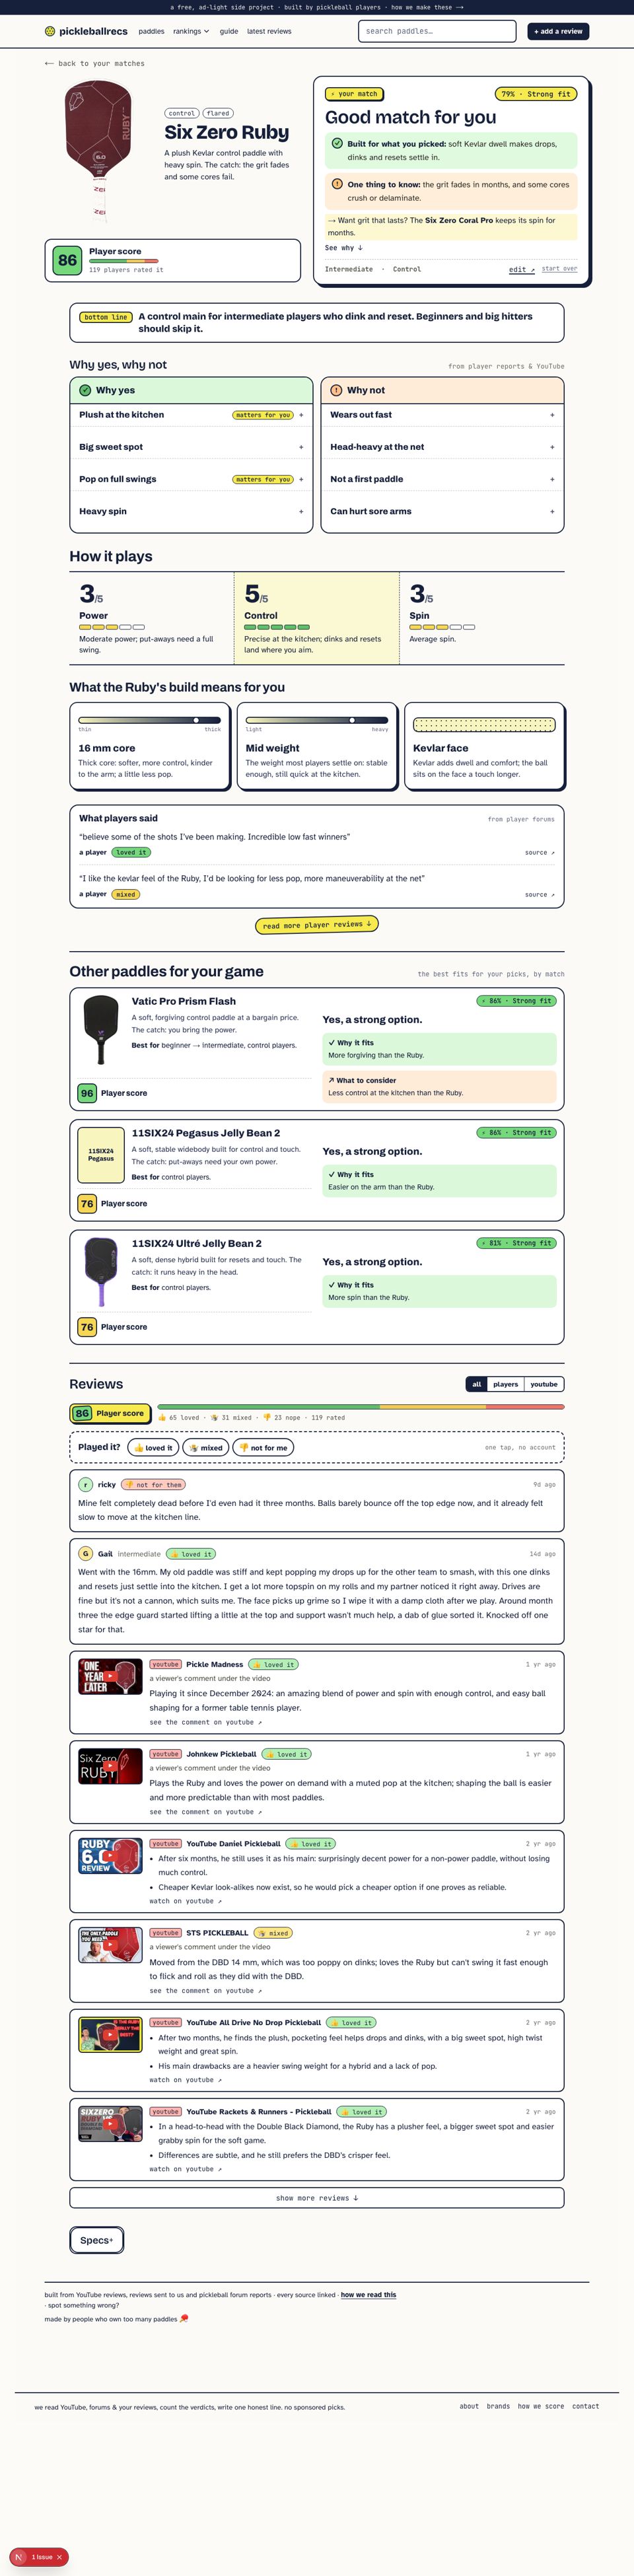 a free, ad-light side project · built by pickleball players · how we make these →
pickleballrecs
paddies
rankings
guide
latest reviews
search paddles…
+ add a review
← back to your matches
control
flared
Six Zero Ruby
A plush Kevlar control paddle with
heavy spin. The catch: the grit fades
and some cores fail.
86
Player score
119 players rated it
⚡ your match
79% · Strong fit
Good match for you
Built for what you picked: soft Kevlar dwell makes drops,
dinks and resets settle in.
One thing to know: the grit fades in months, and some cores
crush or delaminate.
→ Want grit that lasts? The Six Zero Coral Pro keeps its spin for
months.
See why ↓
Intermediate · Control
edit ↗
start over
bottom line
A control main for intermediate players who dink and reset. Beginners and big hitters
should skip it.
Why yes, why not
from player reports & YouTube
Why yes
Plush at the kitchen
matters for you
+
Big sweet spot
+
Pop on full swings
matters for you
+
Heavy spin
+
Why not
Wears out fast
+
Head-heavy at the net
+
Not a first paddle
+
Can hurt sore arms
+
How it plays
3/5
Power
Moderate power; put-aways need a full
swing.
5/5
Control
Precise at the kitchen; dinks and resets
land where you aim.
3/5
Spin
Average spin.
What the Ruby's build means for you
thin
thick
16 mm core
Thick core: softer, more control, kinder
to the arm; a little less pop.
light
heavy
Mid weight
The weight most players settle on: stable
enough, still quick at the kitchen.
Kevlar face
Kevlar adds dwell and comfort; the ball
sits on the face a touch longer.
What players said
from player forums
“believe some of the shots I've been making. Incredible low fast winners”
a player
loved it
source ↗
“I like the kevlar feel of the Ruby, I'd be looking for less pop, more maneuverability at the net”
a player
mixed
source ↗
read more player reviews ↓
Other paddles for your game
the best fits for your picks, by match
Vatic Pro Prism Flash
A soft, forgiving control paddle at a bargain price.
The catch: you bring the power.
Best for beginner → intermediate, control players.
96
Player score
⚡ 86% · Strong fit
Yes, a strong option.
✓ Why it fits
More forgiving than the Ruby.
↗ What to consider
Less control at the kitchen than the Ruby.
11SIX24
Pegasus
11SIX24 Pegasus Jelly Bean 2
A soft, stable widebody built for control and touch.
The catch: put-aways need your own power.
Best for control players.
76
Player score
⚡ 86% · Strong fit
Yes, a strong option.
✓ Why it fits
Easier on the arm than the Ruby.
11SIX24 Ultré Jelly Bean 2
A soft, dense hybrid built for resets and touch. The
catch: it runs heavy in the head.
Best for control players.
76
Player score
⚡ 81% · Strong fit
Yes, a strong option.
✓ Why it fits
More spin than the Ruby.
Reviews
all
players
youtube
86
Player score
👍 65 loved · 🤏 31 mixed · 👎 23 nope · 119 rated
Played it?
👍 loved it
mixed
👎 not for me
one tap, no account
r
ricky
👎 not for them
9d ago
Mine felt completely dead before I'd even had it three months. Balls barely bounce off the top edge now, and it already felt
slow to move at the kitchen line.
G
Gail
intermediate
👍 loved it
14d ago
Went with the 16mm. My old paddle was stiff and kept popping my drops up for the other team to smash, with this one dinks
and resets just settle into the kitchen. I get a lot more topspin on my rolls and my partner noticed it right away. Drives are
fine but it's not a cannon, which suits me. The face picks up grime so I wipe it with a damp cloth after we play. Around month
three the edge guard started lifting a little at the top and support wasn't much help, a dab of glue sorted it. Knocked off one
star for that.
ONE
YEAR
LATER
youtube
Pickle Madness
👍 loved it
1 yr ago
a viewer's comment under the video
Playing it since December 2024: an amazing blend of power and spin with enough control, and easy ball
shaping for a former table tennis player.
see the comment on youtube ↗
Six Zero
RUBY
youtube
Johnkew Pickleball
👍 loved it
1 yr ago
a viewer's comment under the video
Plays the Ruby and loves the power on demand with a muted pop at the kitchen; shaping the ball is easier
and more predictable than with most paddles.
see the comment on youtube ↗
RUBY
6.0
REVIEW
youtube
YouTube Daniel Pickleball
👍 loved it
2 yr ago
• After six months, he still uses it as his main: surprisingly decent power for a non-power paddle, without losing
much control.
• Cheaper Kevlar look-alikes now exist, so he would pick a cheaper option if one proves as reliable.
watch on youtube ↗
THE ONLY PADDLE
YOU NEED
youtube
STS PICKLEBALL
mixed
2 yr ago
a viewer's comment under the video
Moved from the DBD 14 mm, which was too poppy on dinks; loves the Ruby but can't swing it fast enough
to flick and roll as they did with the DBD.
see the comment on youtube ↗
youtube
YouTube All Drive No Drop Pickleball
👍 loved it
2 yr ago
• After two months, he finds the plush, pocketing feel helps drops and dinks, with a big sweet spot, high twist
weight and great spin.
• His main drawbacks are a heavier swing weight for a hybrid and a lack of pop.
watch on youtube ↗
SIXZERO
RUBY
youtube
YouTube Rackets & Runners - Pickleball
👍 loved it
2 yr ago
• In a head-to-head with the Double Black Diamond, the Ruby has a plusher feel, a bigger sweet spot and easier
grabby spin for the soft game.
• Differences are subtle, and he still prefers the DBD's crisper feel.
watch on youtube ↗
show more reviews ↓
Specs+
built from YouTube reviews, reviews sent to us and pickleball forum reports · every source linked · how we read this
· spot something wrong?
made by people who own too many paddles 🏓
we read YouTube, forums & your reviews, count the verdicts, write one honest line. no sponsored picks.
about
brands
how we score
contact
N
1 Issue